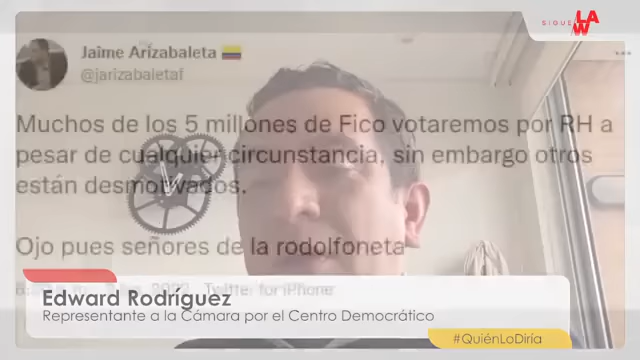 SIGUE LA W
Jaime Arizabaleta
@jarizabaletaf
Muchos de los 5 millones de Fico votaremos por RH a
pesar de cualquier circunstancia, sin embargo otros
están desmotivados.
Ojo pues señores de la rodolfoneta
Twitter for iPhone
Edward Rodríguez
Representante a la Cámara por el Centro Democrático
#QuiénLoDiría